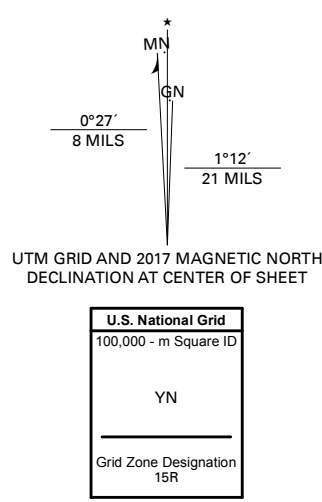 MN
GN
0°27´
8 MILS
1°12´
21 MILS
UTM GRID AND 2017 MAGNETIC NORTH
DECLINATION AT CENTER OF SHEET
U.S. National Grid
100,000 - m Square ID
YN
Grid Zone Designation
15R